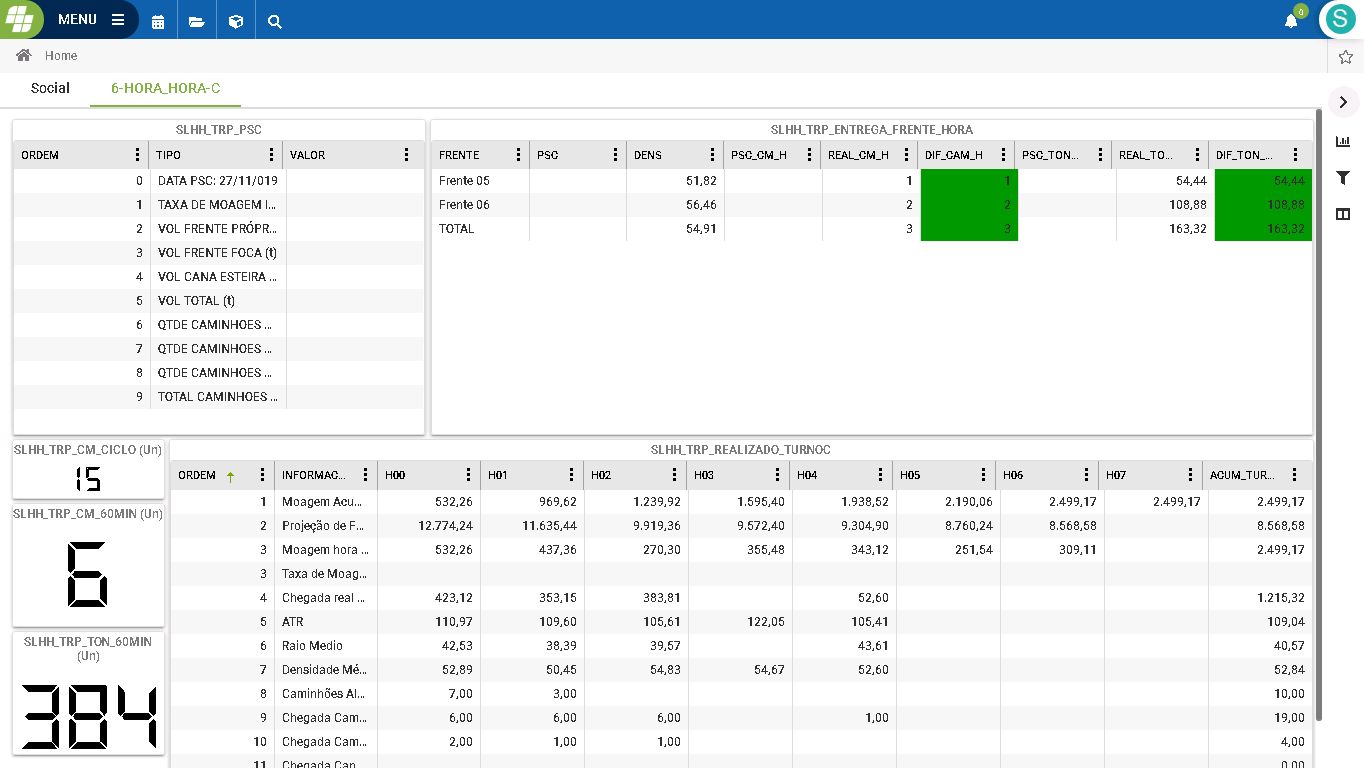 MENU
0
S
Home
Social 6-HORA_HORA-C
SLHH_TRP_PSC
ORDEM TIPO VALOR
0 DATA PSC: 27/11/019
1 TAXA DE MOAGEM I...
2 VOL FRENTE PRÓPR...
3 VOL FRENTE FOCA (t)
4 VOL CANA ESTEIRA ...
5 VOL TOTAL (t)
6 QTDE CAMINHOES ...
7 QTDE CAMINHOES ...
8 QTDE CAMINHOES ...
9 TOTAL CAMINHOES ...
SLHH_TRP_ENTREGA_FRENTE_HORA
FRENTE PSC DENS PSC_CM_H REAL_CM_H DIF_CAM_H PSC_TON... REAL_TO... DIF_TON_...
Frente 05 51,82 1 1 54,44 54,44
Frente 06 56,46 2 2 108,88 108,88
TOTAL 54,91 3 3 163,32 163,32
SLHH_TRP_CM_CICLO (Un)
15
SLHH_TRP_CM_60MIN (Un)
6
SLHH_TRP_TON_60MIN
(Un)
384
SLHH_TRP_REALIZADO_TURNOC
ORDEM INFORMAC... H00 H01 H02 H03 H04 H05 H06 H07 ACUM_TUR...
1 Moagem Acu... 532,26 969,62 1.239,92 1.595,40 1.938,52 2.190,06 2.499,17 2.499,17 2.499,17
2 Projeção de F... 12.774,24 11.635,44 9.919,36 9.572,40 9.304,90 8.760,24 8.568,58 8.568,58
3 Moagem hora ... 532,26 437,36 270,30 355,48 343,12 251,54 309,11 2.499,17
3 Taxa de Moag...
4 Chegada real ... 423,12 353,15 383,81 52,60 1.215,32
5 ATR 110,97 109,60 105,61 122,05 105,41 109,04
6 Raio Medio 42,53 38,39 39,57 43,61 40,57
7 Densidade Mé... 52,89 50,45 54,83 54,67 52,60 52,84
8 Caminhões Al... 7,00 3,00 10,00
9 Chegada Cam... 6,00 6,00 6,00 1,00 19,00
10 Chegada Cam... 2,00 1,00 1,00 4,00
11 Chegada Can... 0,00